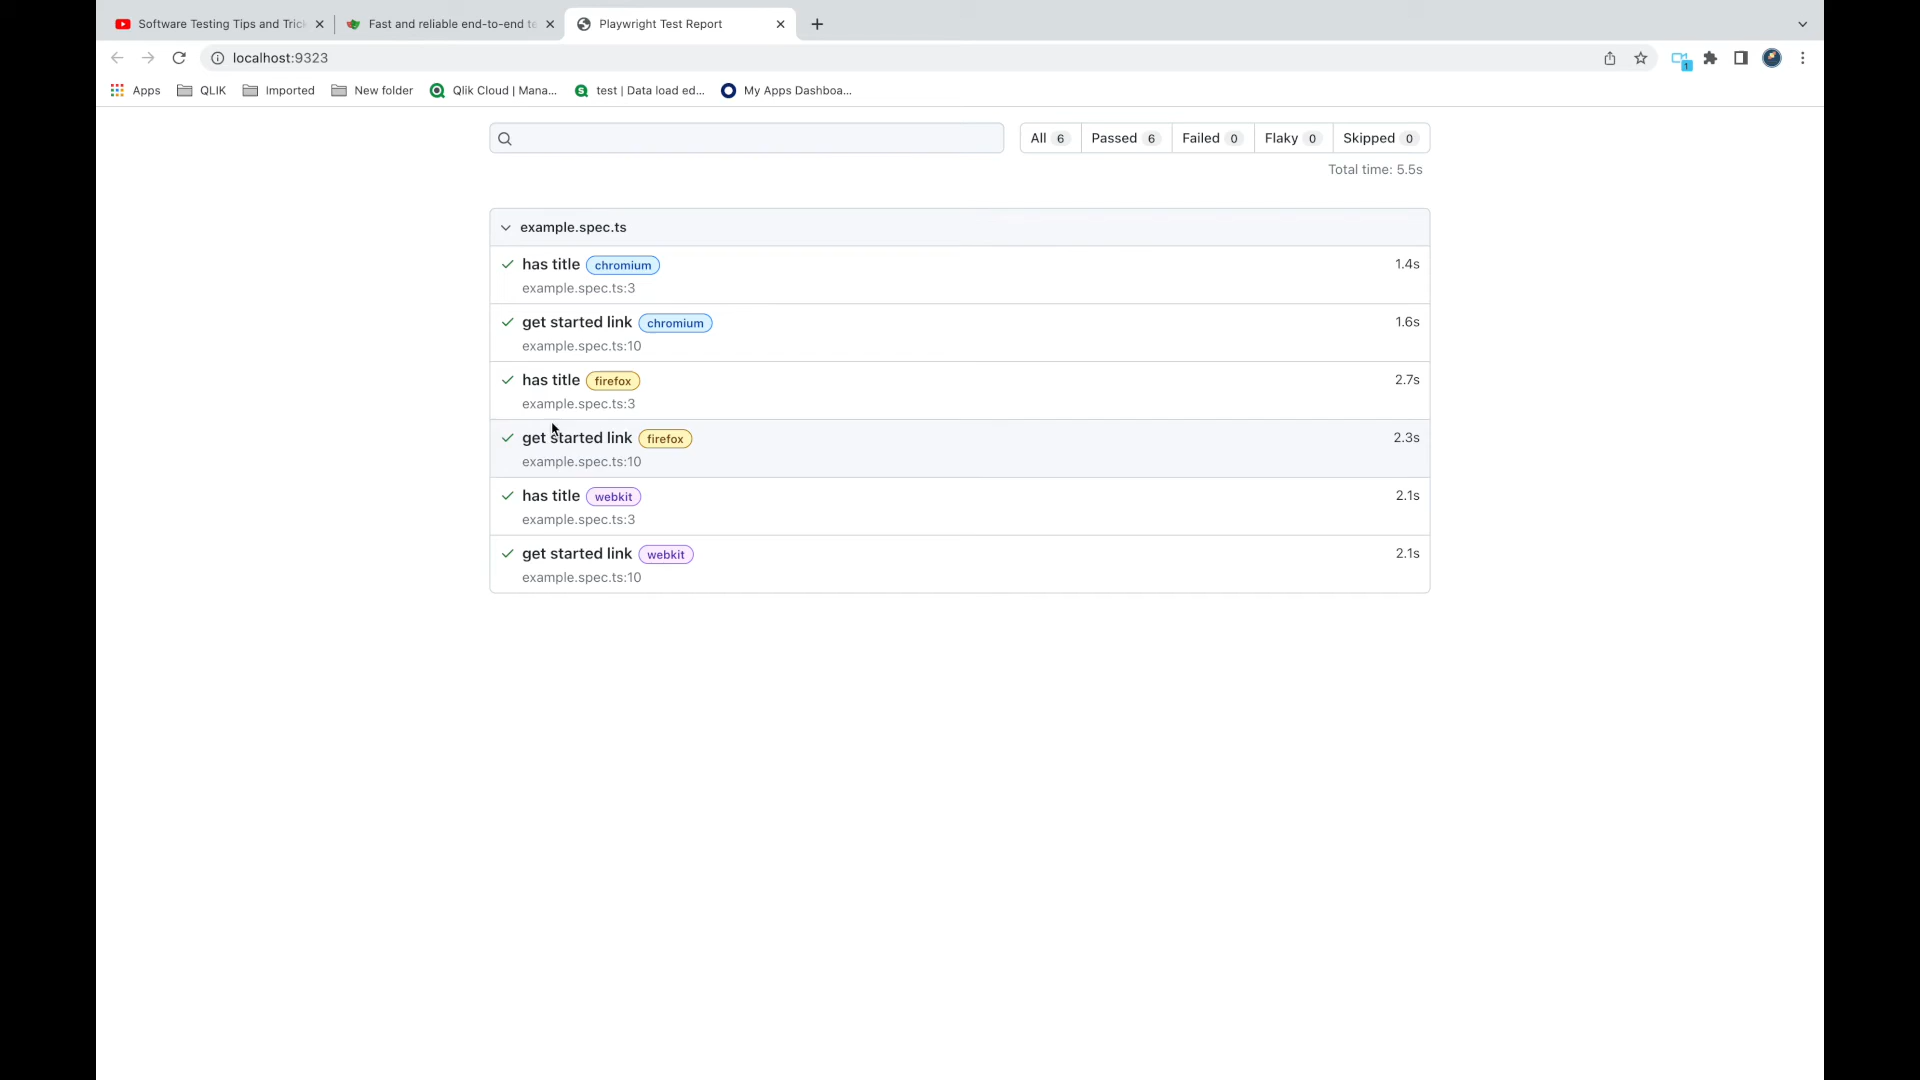 Software Testing Tips and Tric
Fast and reliable end-to-end te
Playwright Test Report
localhost:9323
1
Apps
QLIK
Imported
New folder
Qlik Cloud | Mana...
test | Data load ed...
My Apps Dashboa...
All 6
Passed 6
Failed 0
Flaky 0
Skipped 0
Total time: 5.5s
example.spec.ts
has title chromium 1.4s
example.spec.ts:3
get started link chromium 1.6s
example.spec.ts:10
has title firefox 2.7s
example.spec.ts:3
get started link firefox 2.3s
example.spec.ts:10
has title webkit 2.1s
example.spec.ts:3
get started link webkit 2.1s
example.spec.ts:10